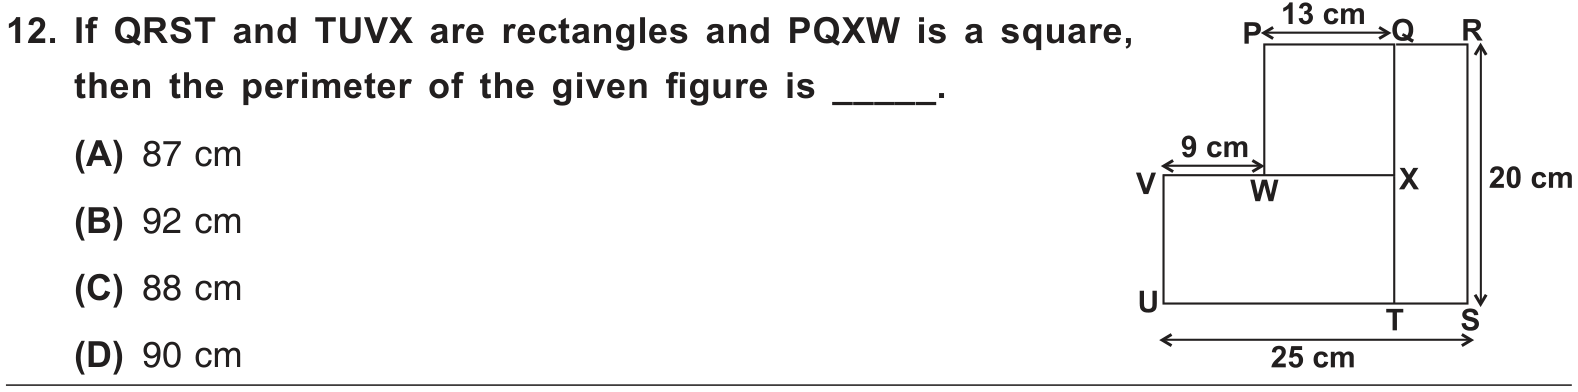 12. If QRST and TUVX are rectangles and PQXW is a square,
then the perimeter of the given figure is _____.
(A) 87 cm
(B) 92 cm
(C) 88 cm
(D) 90 cm
13 cm
P Q R
9 cm
V W X 20 cm
U T S
25 cm